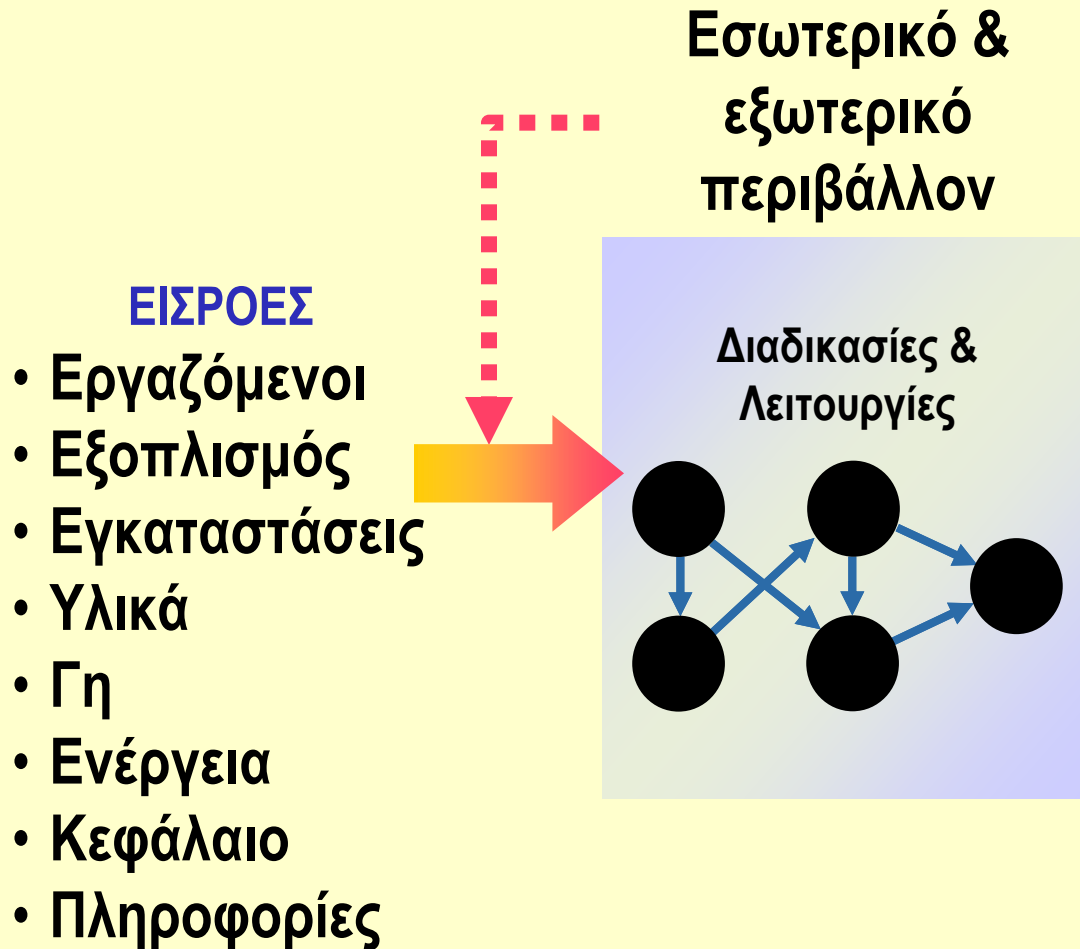 Εσωτερικό &
εξωτερικό
περιβάλλον
ΕΙΣΡΟΕΣ
• Εργαζόμενοι
• Εξοπλισμός
• Εγκαταστάσεις
• Υλικά
• Γη
• Ενέργεια
• Κεφάλαιο
• Πληροφορίες
Διαδικασίες &
Λειτουργίες